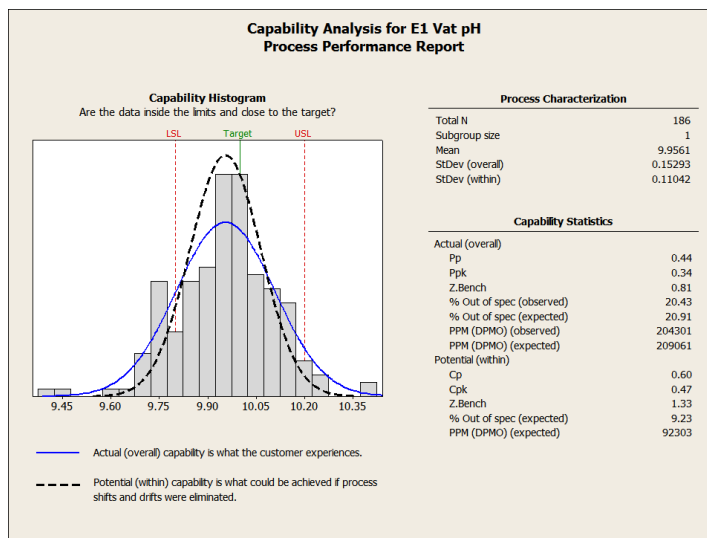 Capability Analysis for E1 Vat pH
Process Performance Report
Capability Histogram
Are the data inside the limits and close to the target?
LSL Target USL
9.45 9.60 9.75 9.90 10.05 10.20 10.35
Actual (overall) capability is what the customer experiences.
Potential (within) capability is what could be achieved if process
shifts and drifts were eliminated.
Process Characterization
Total N 186
Subgroup size 1
Mean 9.9561
StDev (overall) 0.15293
StDev (within) 0.11042
Capability Statistics
Actual (overall)
Pp 0.44
Ppk 0.34
Z.Bench 0.81
% Out of spec (observed) 20.43
% Out of spec (expected) 20.91
PPM (DPMO) (observed) 204301
PPM (DPMO) (expected) 209061
Potential (within)
Cp 0.60
Cpk 0.47
Z.Bench 1.33
% Out of spec (expected) 9.23
PPM (DPMO) (expected) 92303